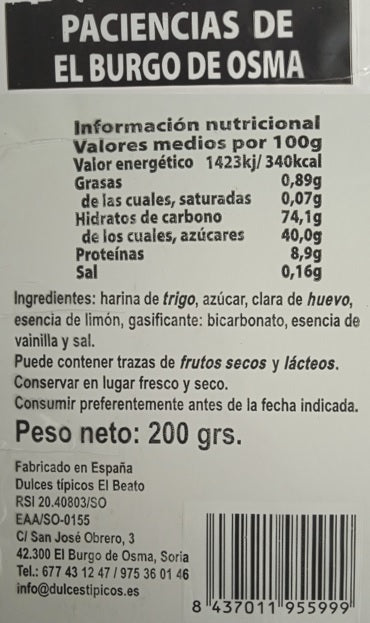 PACIENCIAS DE
EL BURGO DE OSMA
Información nutricional
Valores medios por 100g
Valor energético 1423kj/ 340kcal
Grasas 0,89g
de las cuales, saturadas 0,07g
Hidratos de carbono 74,1g
de los cuales, azúcares 40,0g
Proteínas 8,9g
Sal 0,16g
Ingredientes: harina de trigo, azúcar, clara de huevo,
esencia de limón, gasificante: bicarbonato, esencia de
vainilla y sal.
Puede contener trazas de frutos secos y lácteos.
Conservar en lugar fresco y seco.
Consumir preferentemente antes de la fecha indicada.
Peso neto: 200 grs.
Fabricado en España
Dulces típicos El Beato
RSI 20.40803/SO
EAA/SO-0155
C/ San José Obrero, 3
42.300 El Burgo de Osma, Soria
Tel.: 677 43 12 47 / 975 36 01 46
info@dulcestipicos.es
8 437011 955999